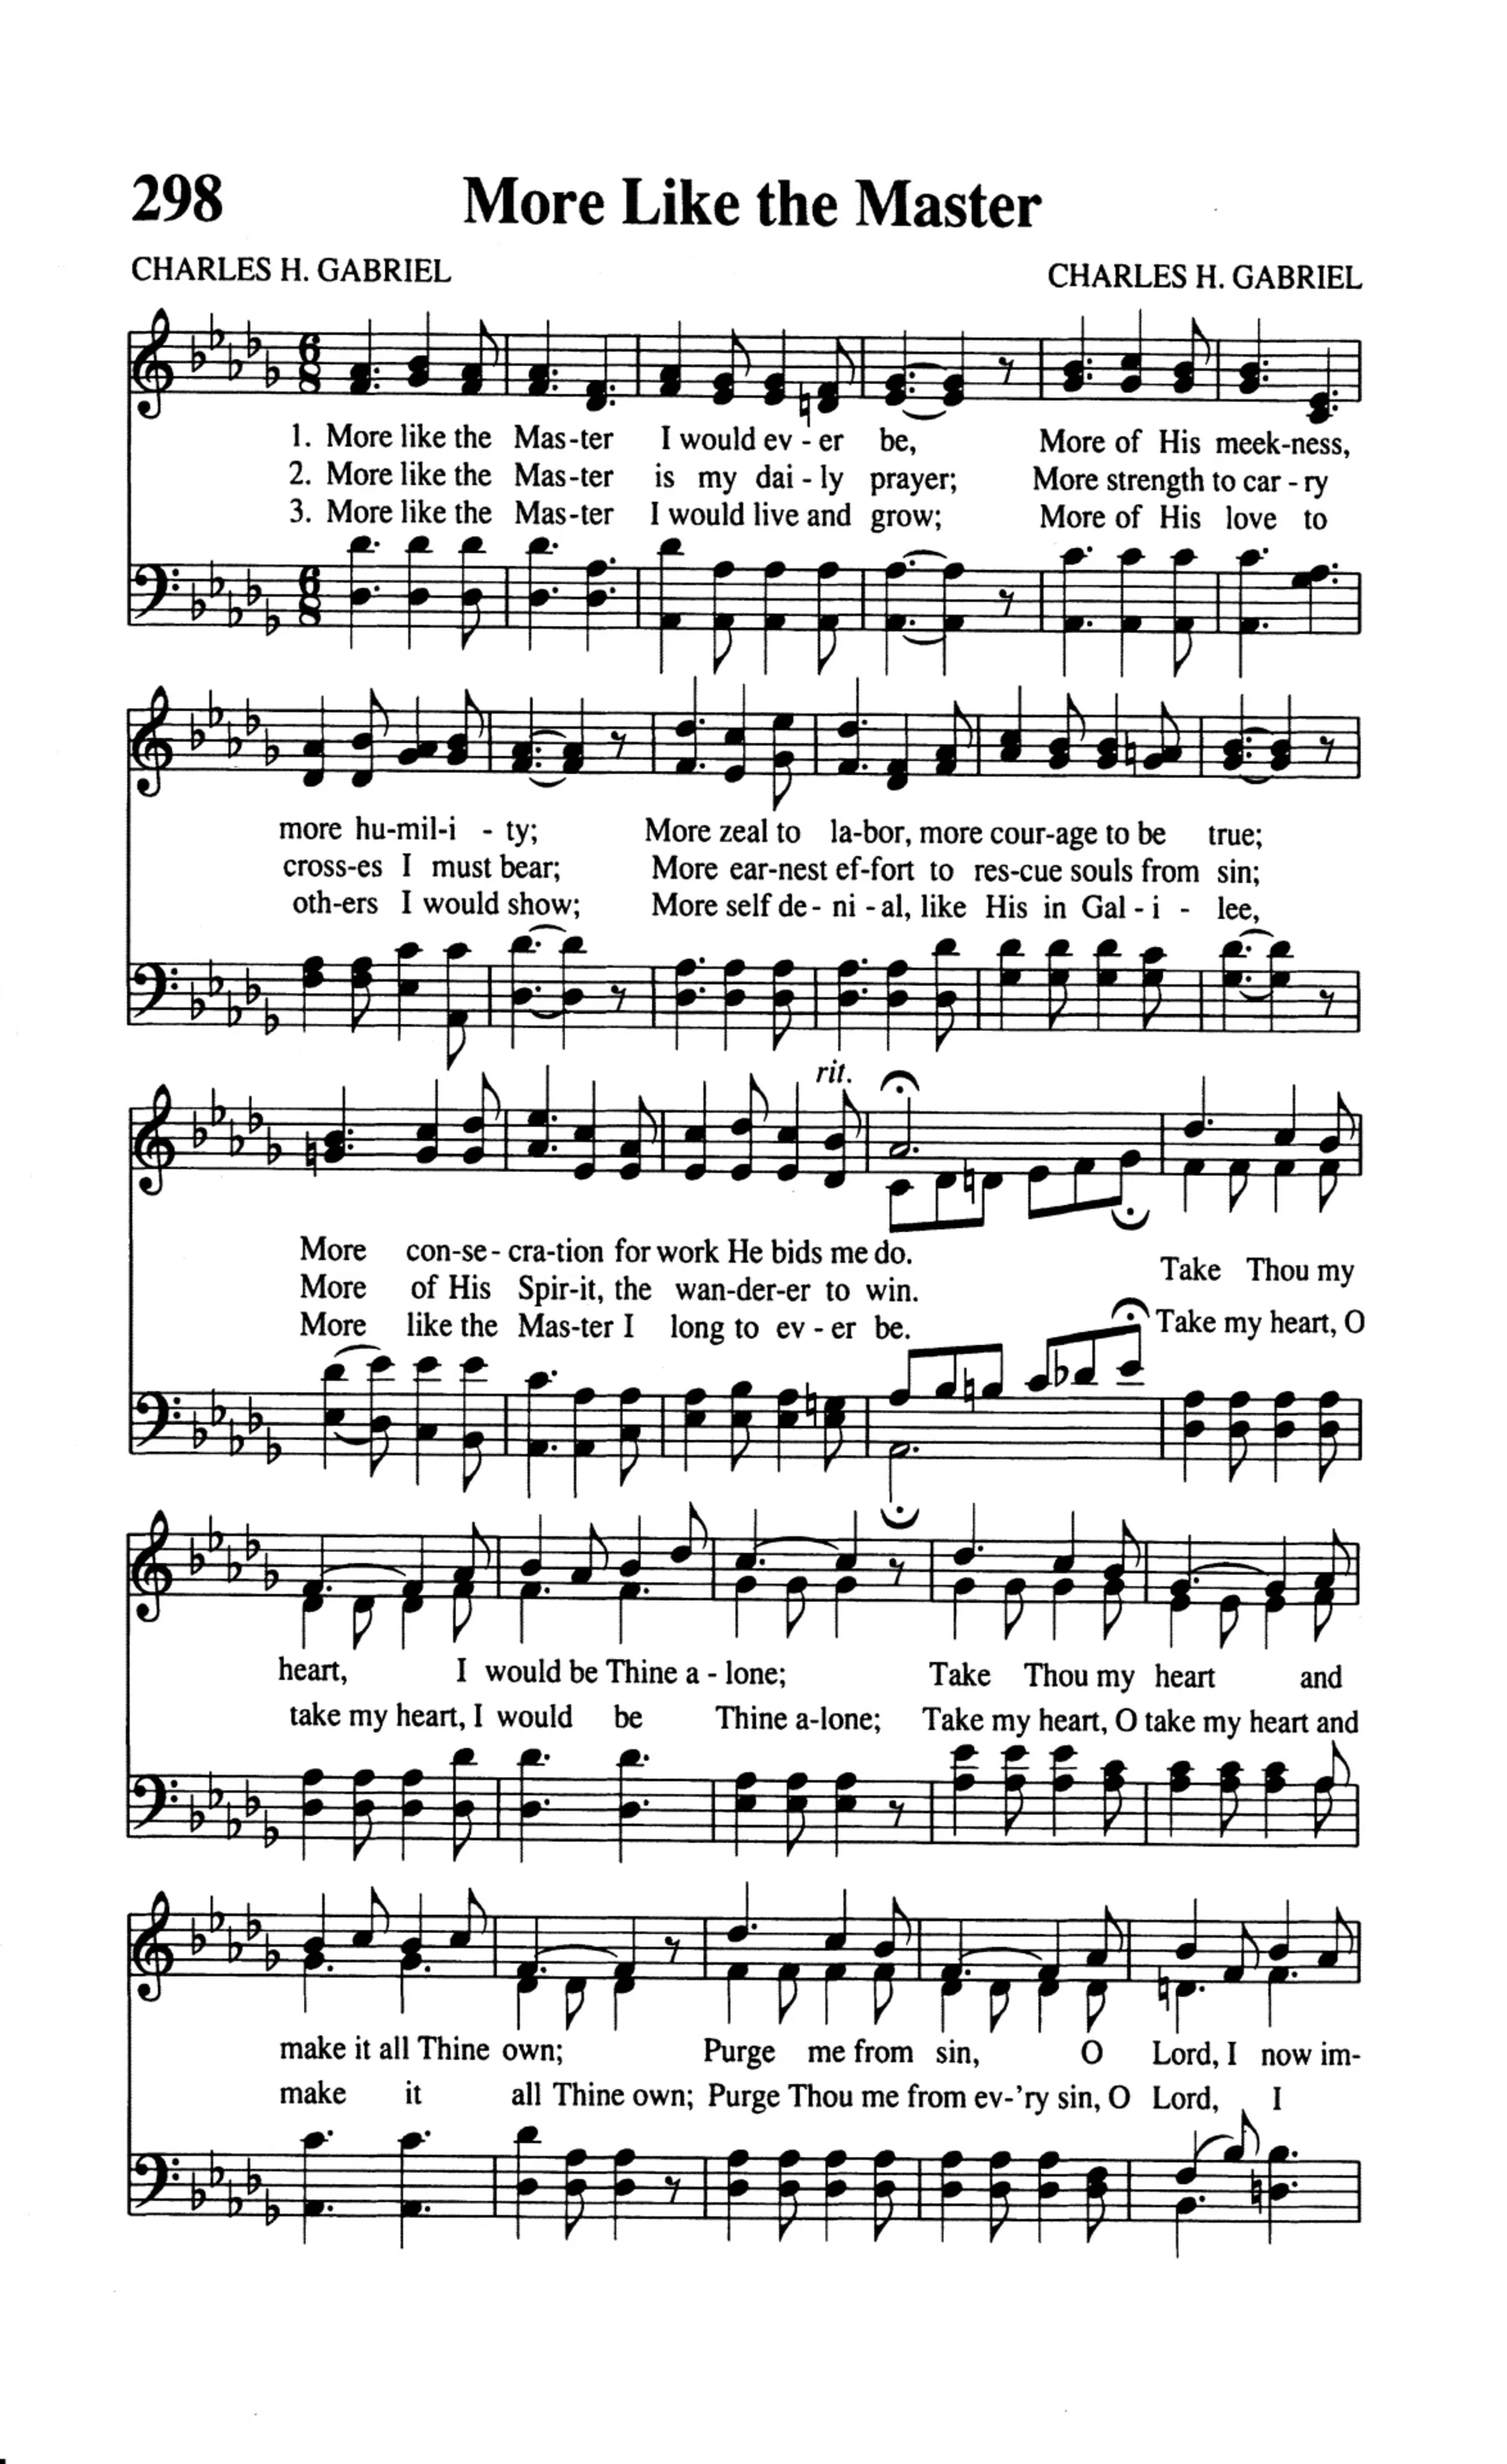 298 More Like the Master
CHARLES H. GABRIEL CHARLES H. GABRIEL
1. More like the Mas-ter I would ev - er be, More of His meek-ness,
2. More like the Mas-ter is my dai - ly prayer; More strength to car - ry
3. More like the Mas-ter I would live and grow; More of His love to
more hu-mil-i - ty; More zeal to la-bor, more cour-age to be true;
cross-es I must bear; More ear-nest ef-fort to res-cue souls from sin;
oth-ers I would show; More self de- ni - al, like His in Gal - i - lee,
rit.
More con-se - cra-tion for work He bids me do.
More of His Spir-it, the wan-der-er to win.
More like the Mas-ter I long to ev - er be.
Take Thou my
Take my heart, O
heart, I would be Thine a - lone; Take Thou my heart and
take my heart, I would be Thine a-lone; Take my heart, O take my heart and
make it all Thine own; Purge me from sin, O Lord, I now im-
make it all Thine own; Purge Thou me from ev-'ry sin, O Lord, I